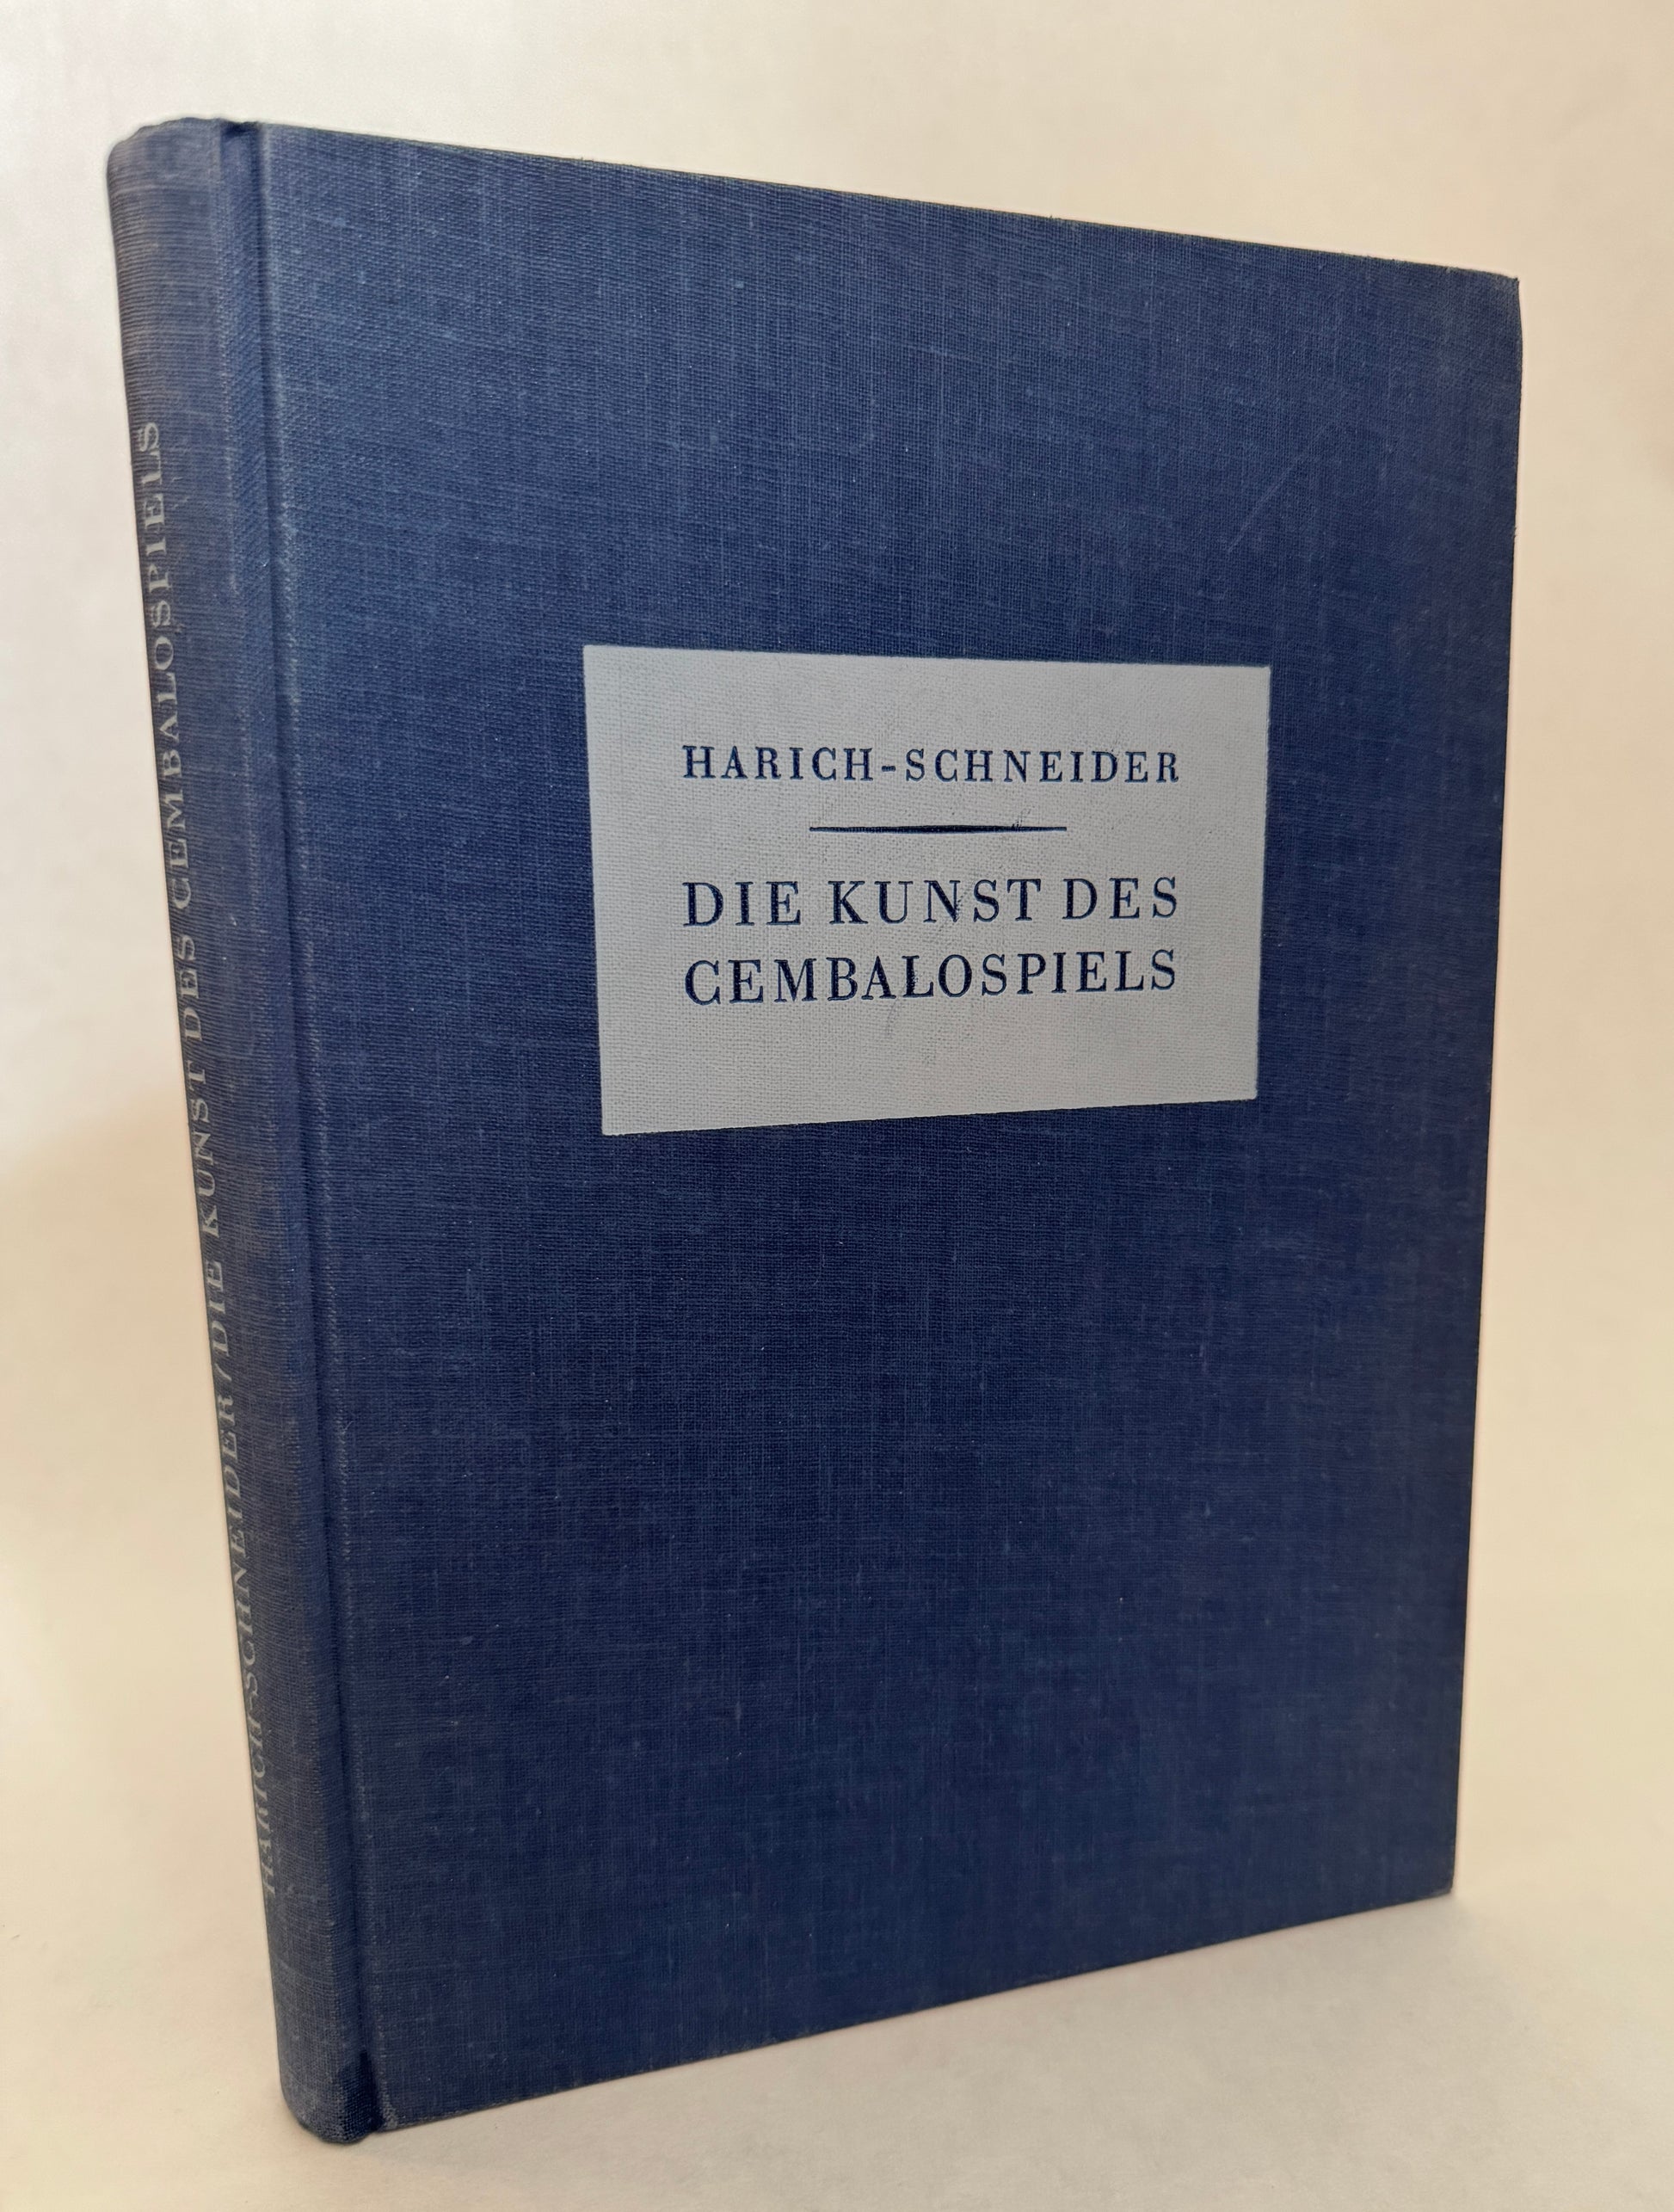 HARICH-SCHNEIDER
DIE KUNST DES
CEMBALOSPIELS
HARICH-SCHNEIDER / DIE KUNST DES CEMBALOSPIELS